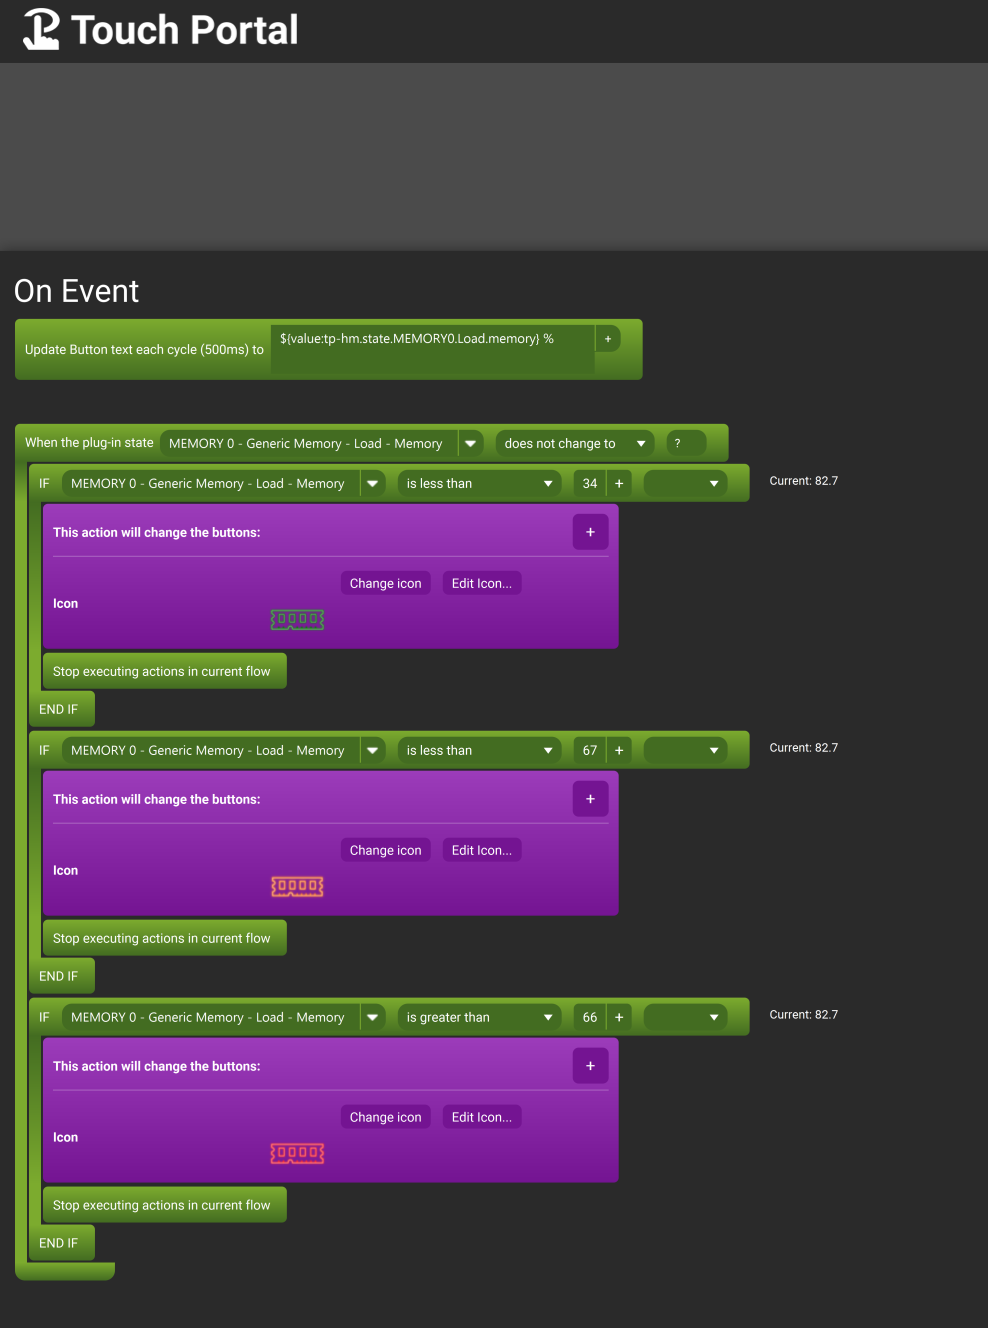 Touch Portal
On Event
Update Button text each cycle (500ms) to ${value:tp-hm.state.MEMORY0.Load.memory} % +
When the plug-in state MEMORY 0 - Generic Memory - Load - Memory does not change to ?
IF MEMORY 0 - Generic Memory - Load - Memory is less than 34 + Current: 82.7
This action will change the buttons: +
Change icon Edit Icon...
Icon
Stop executing actions in current flow
END IF
IF MEMORY 0 - Generic Memory - Load - Memory is less than 67 + Current: 82.7
This action will change the buttons: +
Change icon Edit Icon...
Icon
Stop executing actions in current flow
END IF
IF MEMORY 0 - Generic Memory - Load - Memory is greater than 66 + Current: 82.7
This action will change the buttons: +
Change icon Edit Icon...
Icon
Stop executing actions in current flow
END IF